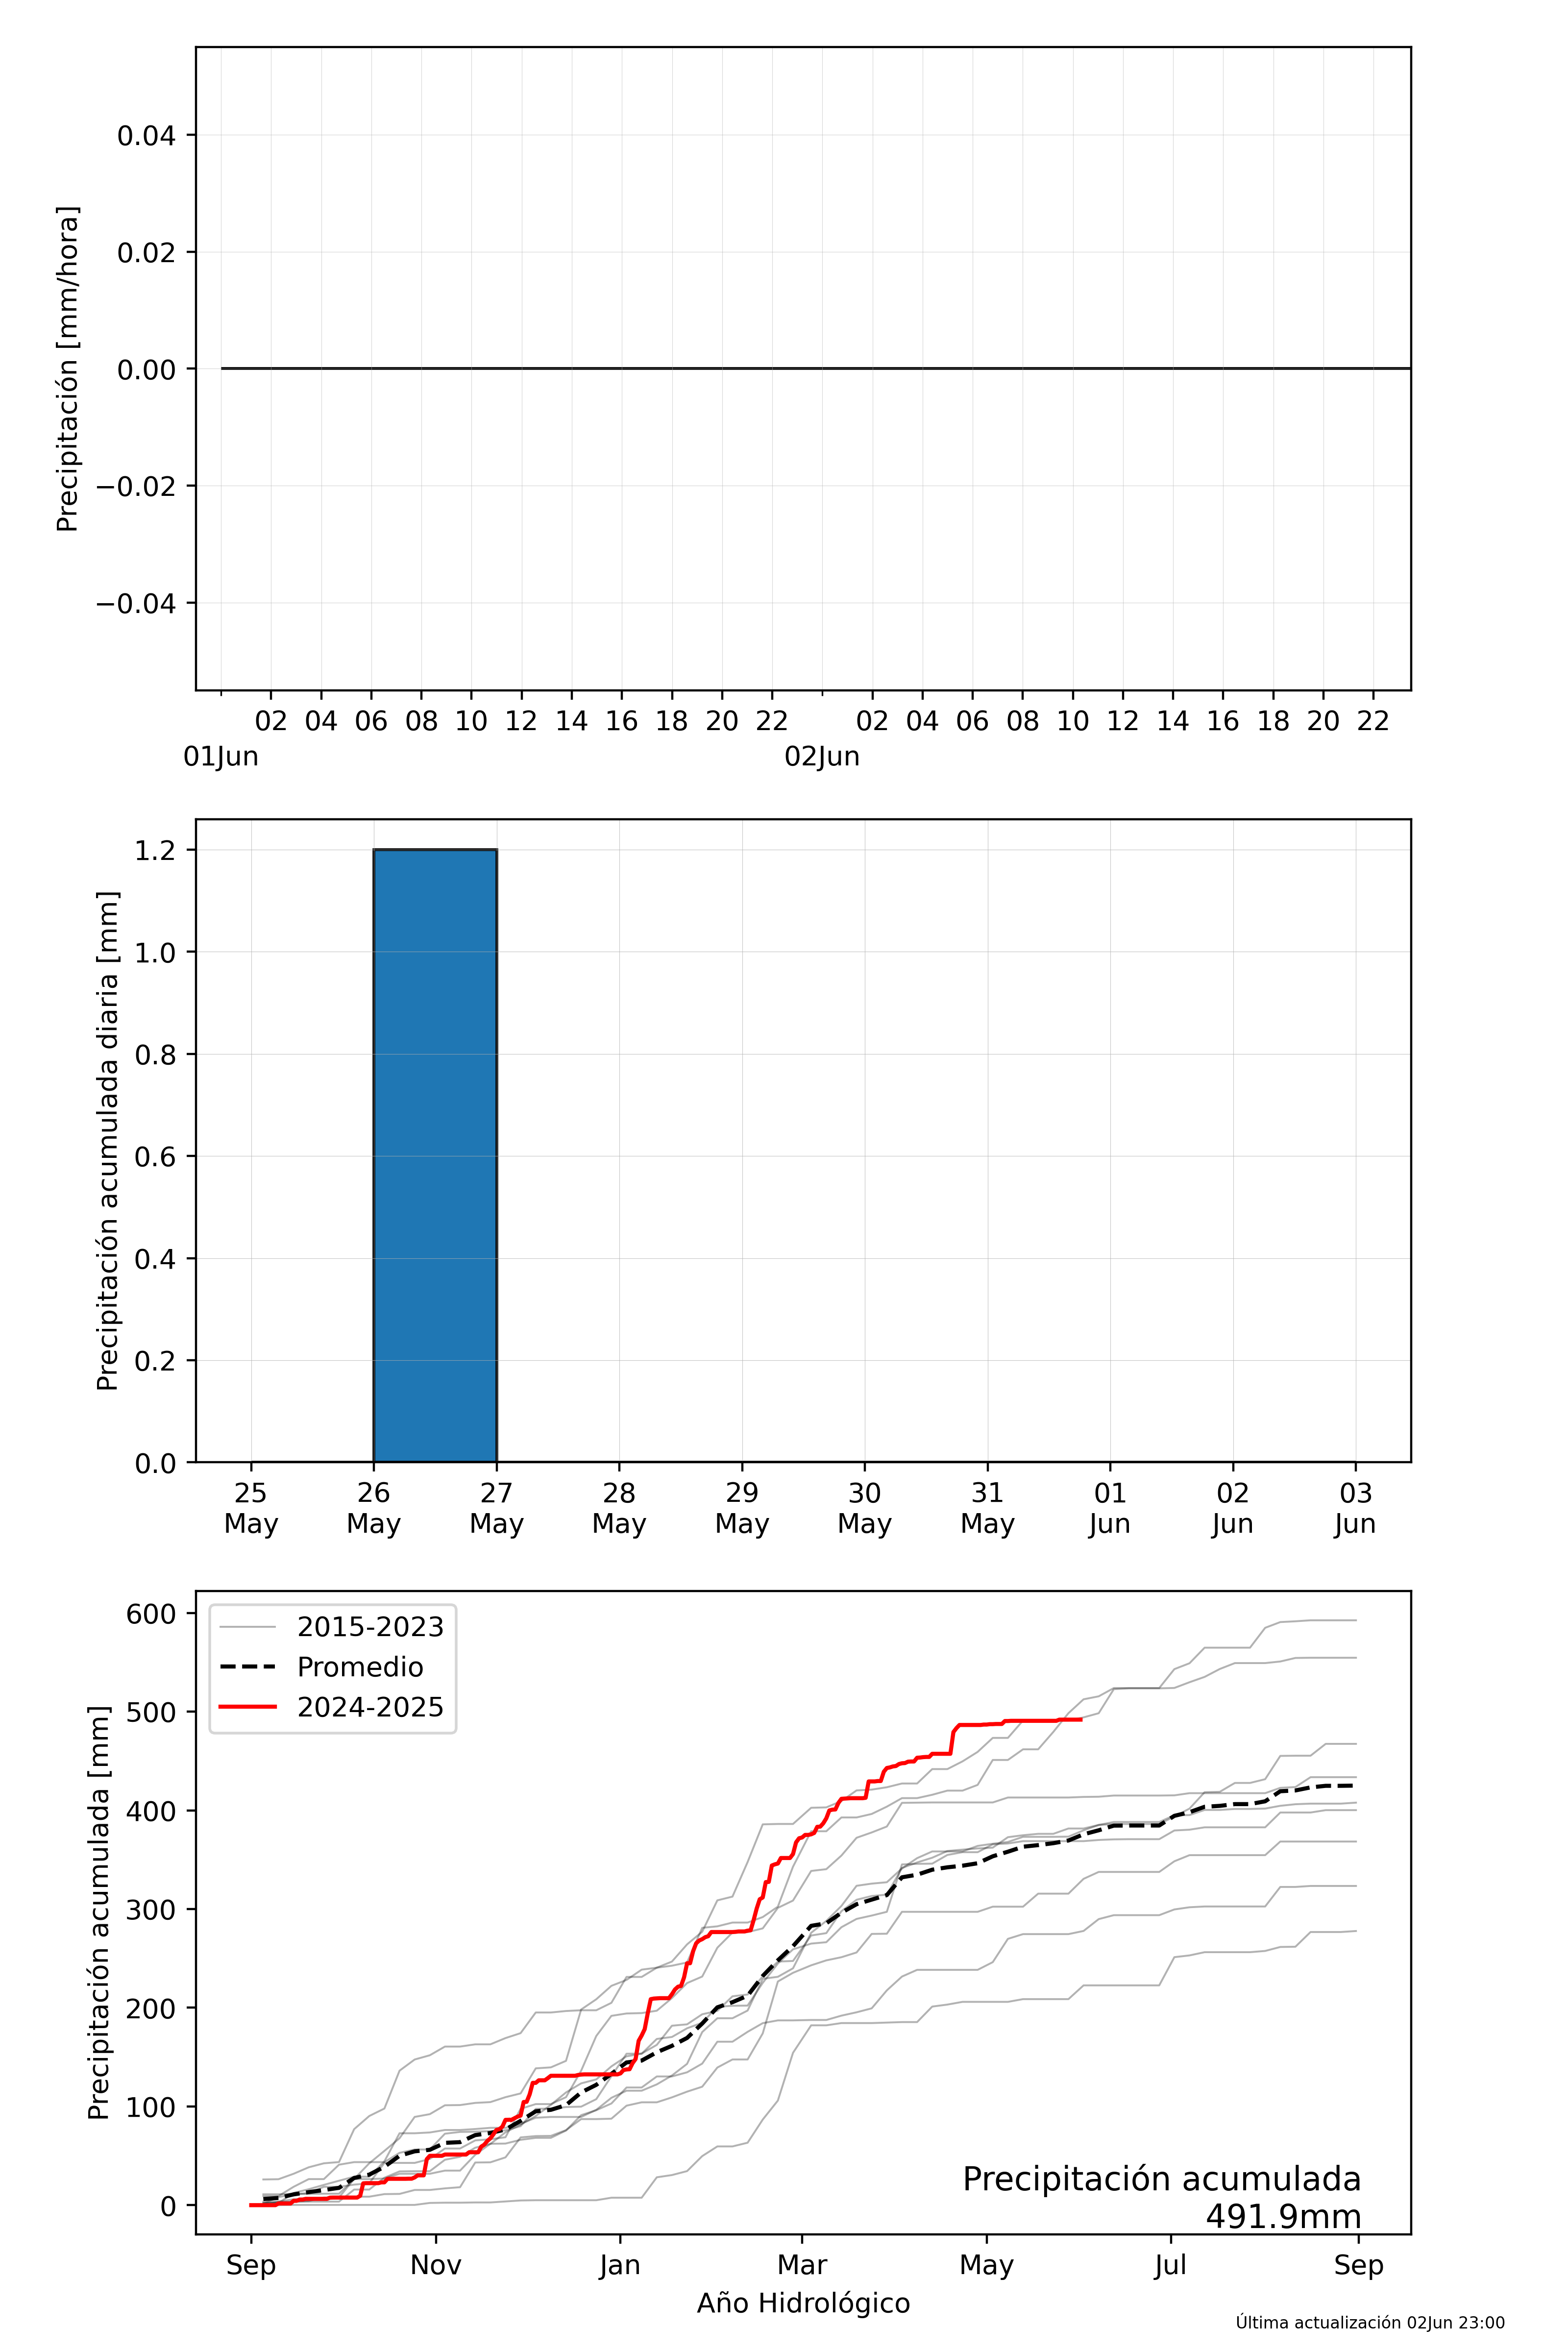 Precipitación [mm/hora]
0.04
0.02
0.00
−0.02
−0.04
02 04 06 08 10 12 14 16 18 20 22 02 04 06 08 10 12 14 16 18 20 22
01Jun 02Jun
Precipitación acumulada diaria [mm]
1.2
1.0
0.8
0.6
0.4
0.2
0.0
25 26 27 28 29 30 31 01 02 03
May May May May May May May Jun Jun Jun
Precipitación acumulada [mm]
600
500
400
300
200
100
0
2015-2023
Promedio
2024-2025
Precipitación acumulada
491.9mm
Sep Nov Jan Mar May Jul Sep
Año Hidrológico
Última actualización 02Jun 23:00